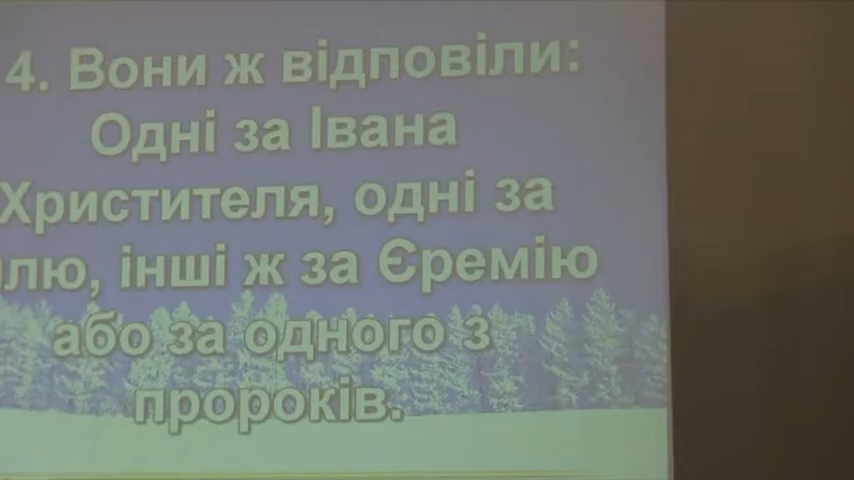 4. Вони ж відповіли:
Одні за Івана
Христителя, одні за
інші ж за Єремію
або за одного з
пророків.